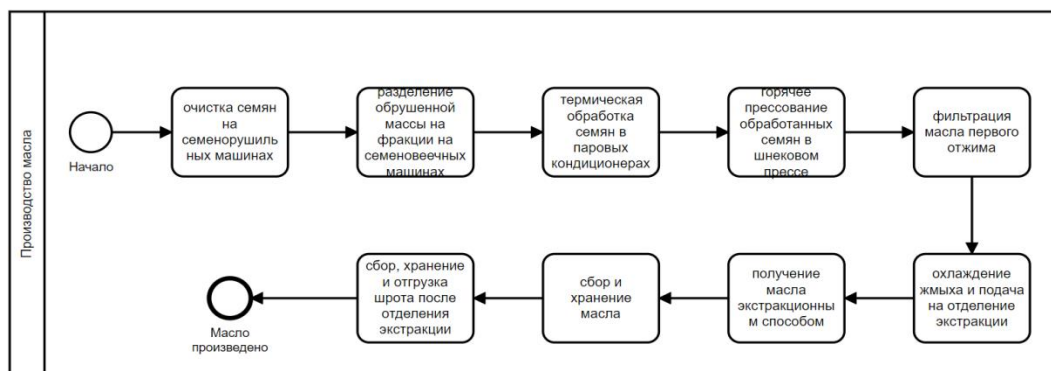 Производство масла
Начало
очистка семян
на
семенорушиль
ных машинах
разделение
обрушенной
массы на
фракции на
семеновеечных
машинах
термическая
обработка
семян в
паровых
кондиционерах
горячее
прессование
обработанных
семян в
шнековом
прессе
фильтрация
масла первого
отжима
охлаждение
жмыха и подача
на отделение
экстракции
получение
масла
экстракционны
м способом
сбор и
хранение
масла
сбор, хранение
и отгрузка
шрота после
отделения
экстракции
Масло
произведено